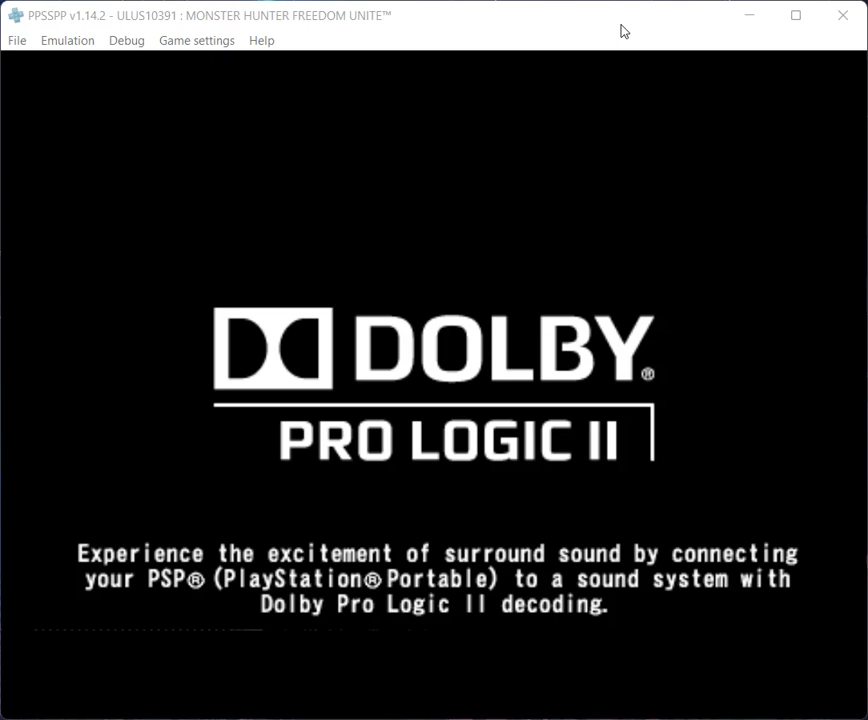 PPSSPP v1.14.2 - ULUS10391 : MONSTER HUNTER FREEDOM UNITE™
File Emulation Debug Game settings Help
DOLBY®
PRO LOGIC II
Experience the excitement of surround sound by connecting
your PSP® (PlayStation®Portable) to a sound system with
Dolby Pro Logic II decoding.